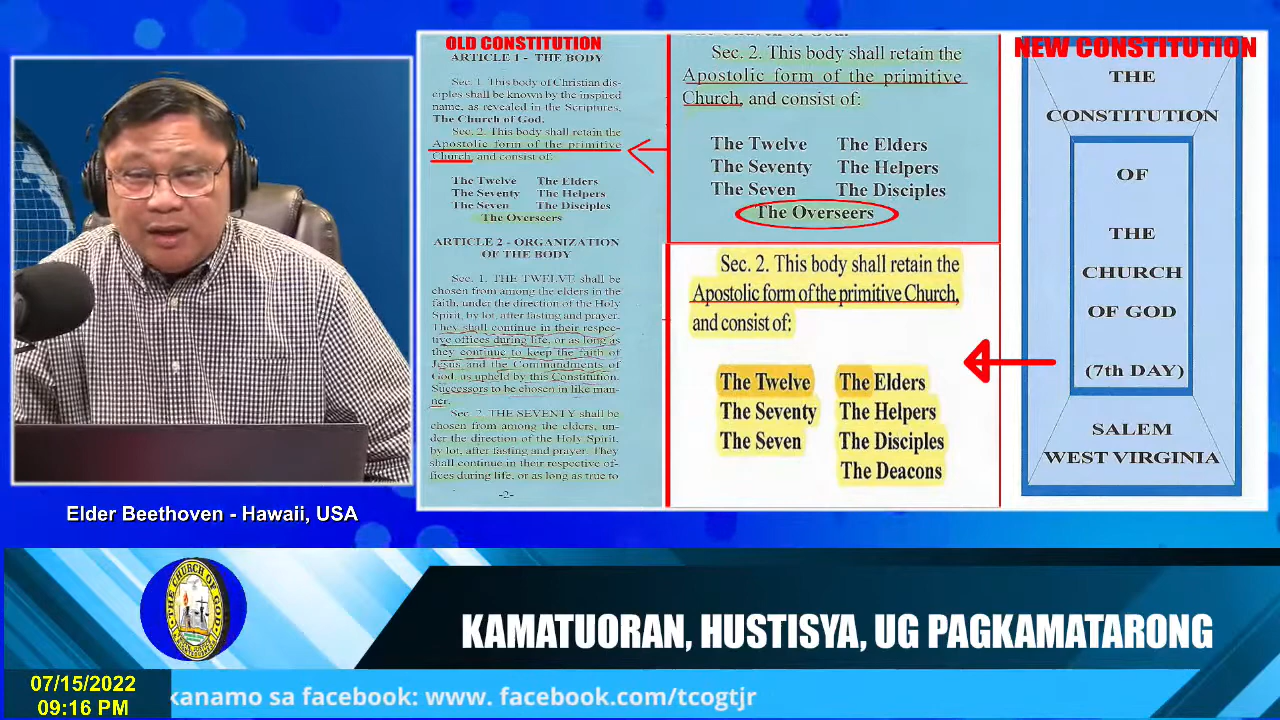 OLD CONSTITUTION
ARTICLE 1 - THE BODY
Sec. 1. This body of Christian dis-
ciples shall be known by the inspired
name, as revealed in the Scriptures,
The Church of God.
Sec. 2. This body shall retain the
Apostolic form of the primitive
Church, and consist of:
The Twelve The Elders
The Seventy The Helpers
The Seven The Disciples
The Overseers
ARTICLE 2 - ORGANIZATION
OF THE BODY
Sec. 1. THE TWELVE shall be
chosen from among the elders in the
faith, under the direction of the Holy
Spirit, by lot, after fasting and prayer.
They shall continue in their respec-
tive offices during life, or as long as
they continue to keep the faith of
Jesus and the Commandments of
God, as upheld by this Constitution.
Successors to be chosen in like man-
ner.
Sec. 2. THE SEVENTY shall be
chosen from among the elders, un-
der the direction of the Holy Spirit,
by lot, after fasting and prayer. They
shall continue in their respective of-
fices during life, or as long as true to
-2-
The Church of God.
Sec. 2. This body shall retain the
Apostolic form of the primitive
Church, and consist of:
The Twelve The Elders
The Seventy The Helpers
The Seven The Disciples
The Overseers
Sec. 2. This body shall retain the
Apostolic form of the primitive Church,
and consist of:
The Twelve The Elders
The Seventy The Helpers
The Seven The Disciples
The Deacons
NEW CONSTITUTION
THE
CONSTITUTION
OF
THE
CHURCH
OF GOD
(7th DAY)
SALEM
WEST VIRGINIA
Elder Beethoven - Hawaii, USA
THE CHURCH OF GOD
KAMATUORAN, HUSTISYA, UG PAGKAMATARONG
07/15/2022
09:16 PM
kanamo sa facebook: www. facebook.com/tcogtjr